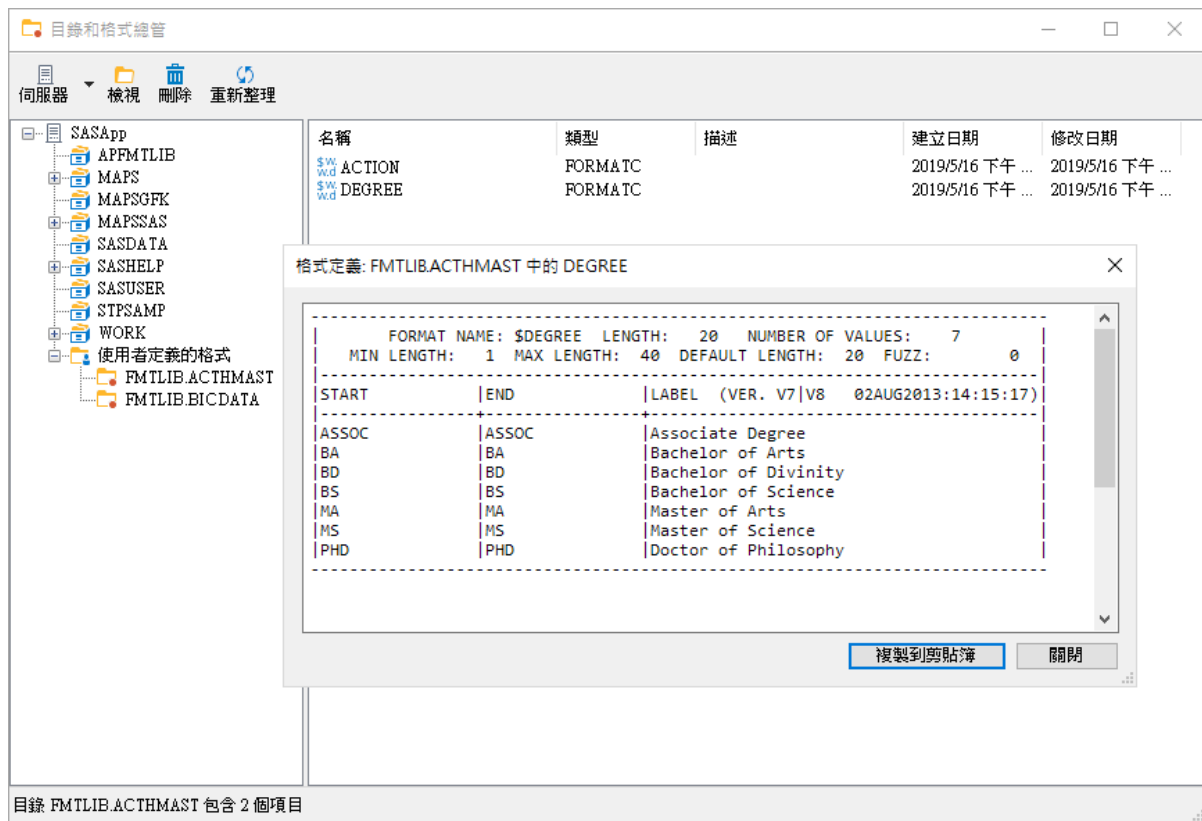 目錄和格式總管
伺服器 檢視 刪除 重新整理
SASApp
APFMTLIB
MAPS
MAPSGFK
MAPSSAS
SASDATA
SASHELP
SASUSER
STPSAMP
WORK
使用者定義的格式
FMTLIB.ACTHMAST
FMTLIB.BICDATA
名稱 類型 描述 建立日期 修改日期
$w. w.d ACTION FORMATC 2019/5/16 下午 ... 2019/5/16 下午 ...
$w. w.d DEGREE FORMATC 2019/5/16 下午 ... 2019/5/16 下午 ...
格式定義: FMTLIB.ACTHMAST 中的 DEGREE
FORMAT NAME: $DEGREE LENGTH: 20 NUMBER OF VALUES: 7
MIN LENGTH: 1 MAX LENGTH: 40 DEFAULT LENGTH: 20 FUZZ: 0
START |END |LABEL (VER. V7|V8 02AUG2013:14:15:17)
ASSOC |ASSOC |Associate Degree
BA |BA |Bachelor of Arts
BD |BD |Bachelor of Divinity
BS |BS |Bachelor of Science
MA |MA |Master of Arts
MS |MS |Master of Science
PHD |PHD |Doctor of Philosophy
複製到剪貼簿 關閉
目錄 FMTLIB.ACTHMAST 包含 2 個項目